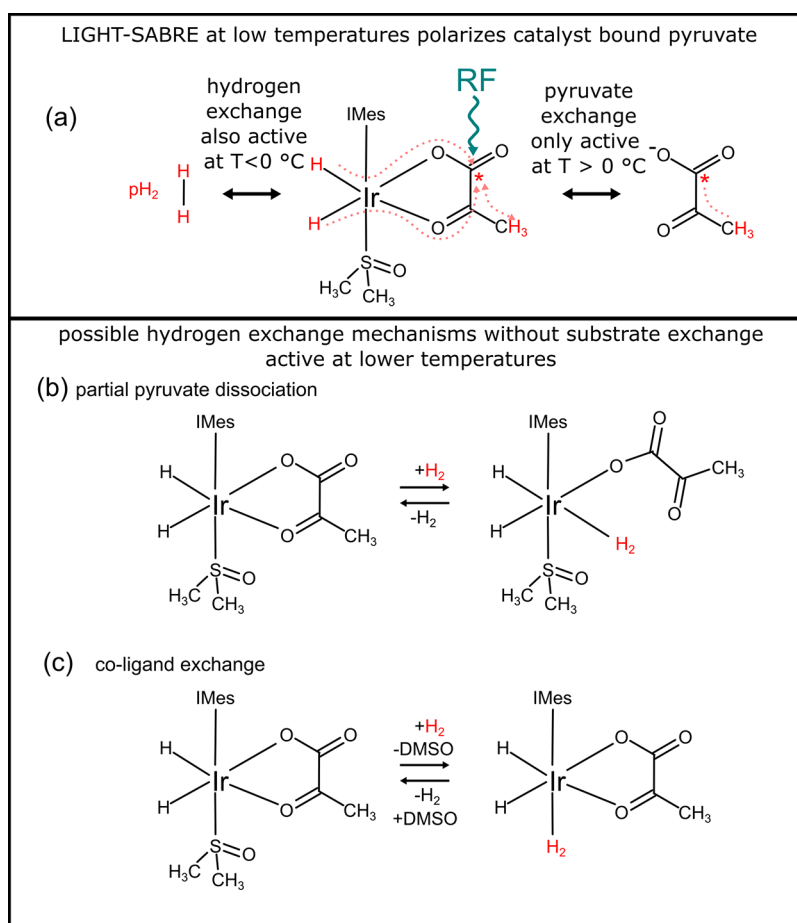 LIGHT-SABRE at low temperatures polarizes catalyst bound pyruvate
(a)
hydrogen
exchange
also active
at T<0 °C
pH2
H
H
IMes
H
H
Ir
O
O
O
*
CH3
S
O
H3C
CH3
RF
pyruvate
exchange
only active
at T > 0 °C
-O
O
*
O
CH3
possible hydrogen exchange mechanisms without substrate exchange
active at lower temperatures
(b) partial pyruvate dissociation
IMes
H
H
Ir
O
O
O
CH3
S
O
H3C
CH3
+H2
-H2
IMes
H
H
Ir
O
O
CH3
O
H2
S
O
H3C
CH3
(c) co-ligand exchange
IMes
H
H
Ir
O
O
O
CH3
S
O
H3C
CH3
+H2
-DMSO
-H2
+DMSO
IMes
H
H
Ir
O
O
O
CH3
H2